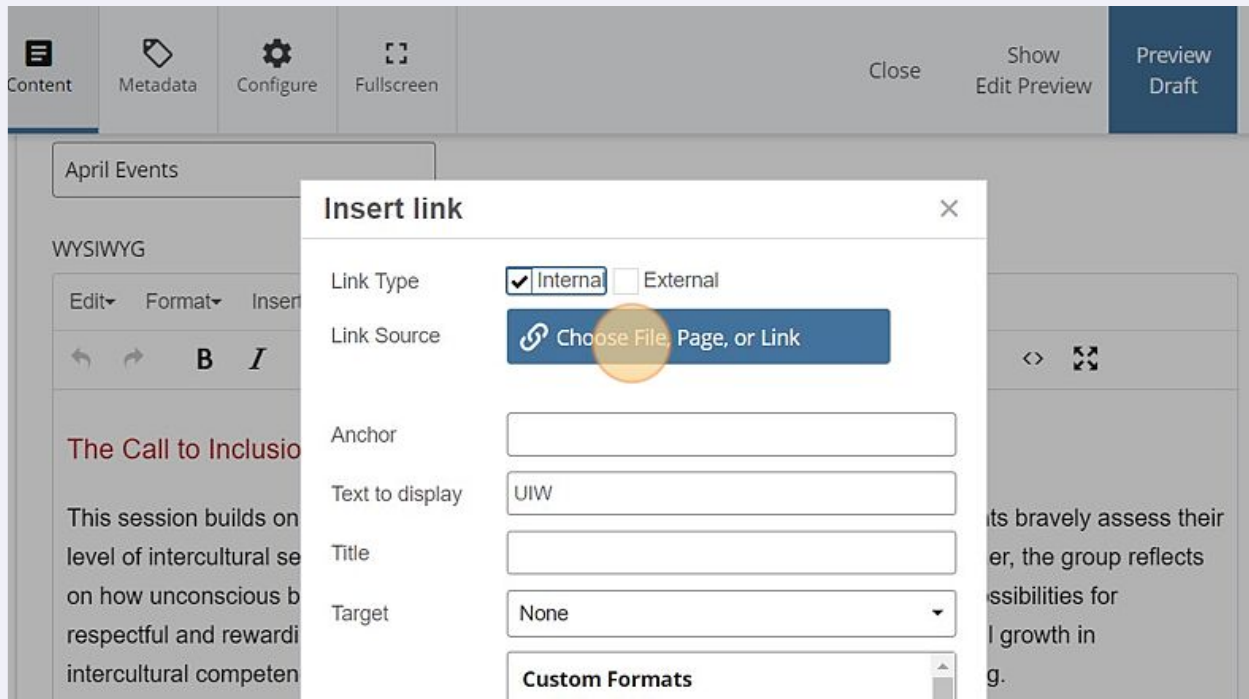 Content
Metadata
Configure
Fullscreen
Close
Show
Edit Preview
Preview
Draft
April Events
WYSIWYG
Edit
Format
Insert
B
I
Insert link
Link Type
Internal
External
Link Source
Choose File, Page, or Link
Anchor
Text to display
UIW
Title
Target
None
Custom Formats
The Call to Inclusio
This session builds on
ts bravely assess their
level of intercultural se
er, the group reflects
on how unconscious b
ssibilities for
respectful and rewardi
l growth in
intercultural competen
g.